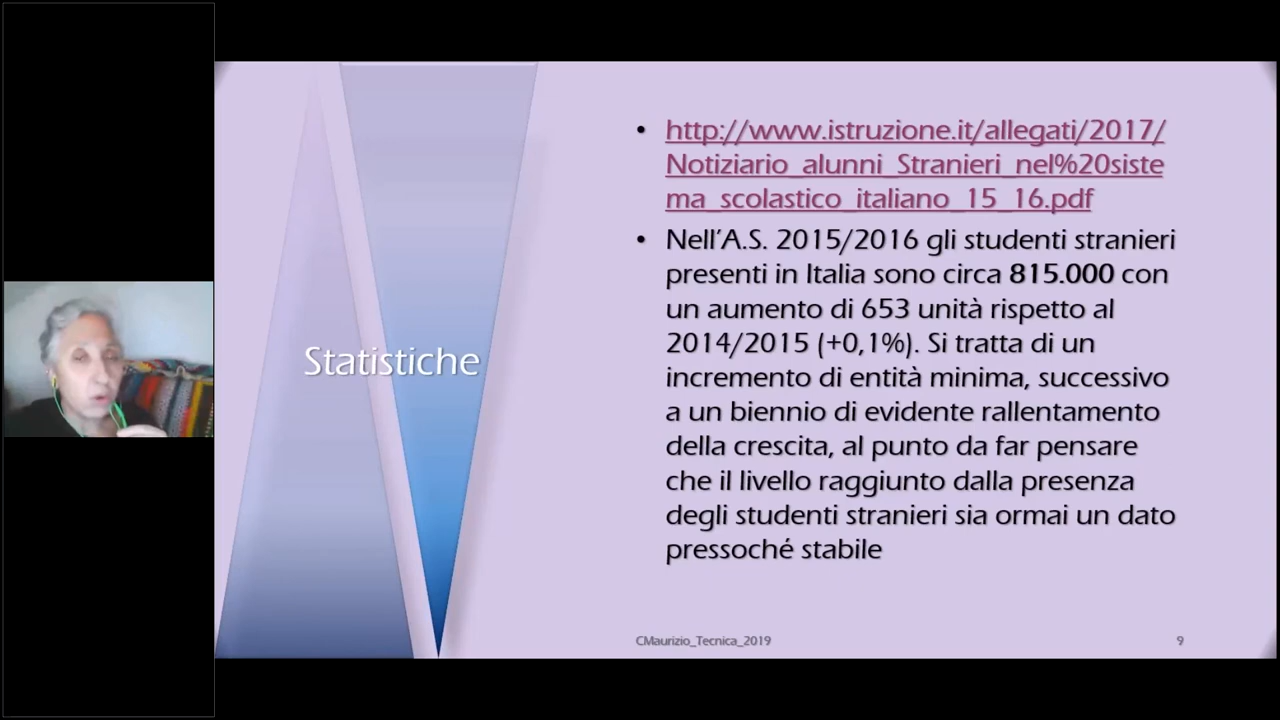 Statistiche
• http://www.istruzione.it/allegati/2017/
Notiziario_alunni_Stranieri_nel%20siste
ma_scolastico_italiano_15_16.pdf
• Nell'A.S. 2015/2016 gli studenti stranieri
presenti in Italia sono circa 815.000 con
un aumento di 653 unità rispetto al
2014/2015 (+0,1%). Si tratta di un
incremento di entità minima, successivo
a un biennio di evidente rallentamento
della crescita, al punto da far pensare
che il livello raggiunto dalla presenza
degli studenti stranieri sia ormai un dato
pressoché stabile
CMaurizio_Tecnica_2019
9